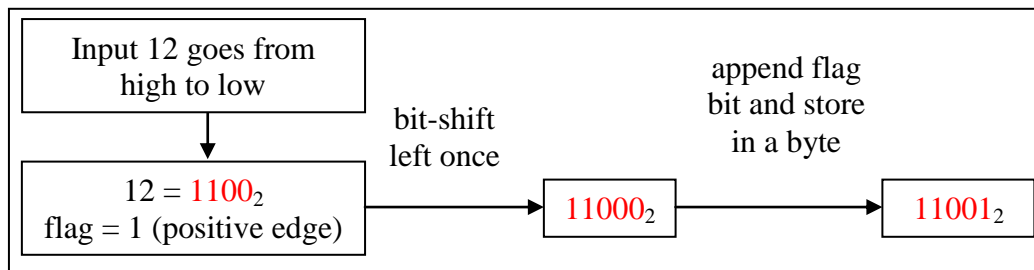 Input 12 goes from
high to low
12 = 1100₂
flag = 1 (positive edge)
bit-shift
left once
11000₂
append flag
bit and store
in a byte
11001₂